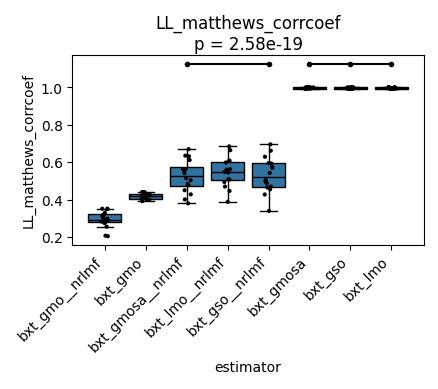 LL_matthews_corrcoef
p = 2.58e-19
LL_matthews_corrcoef
1.0
0.8
0.6
0.4
0.2
bxt_gmo__nrlmf
bxt_gmo
bxt_gmosa__nrlmf
bxt_lmo__nrlmf
bxt_gso__nrlmf
bxt_gmosa
bxt_gso
bxt_lmo
estimator